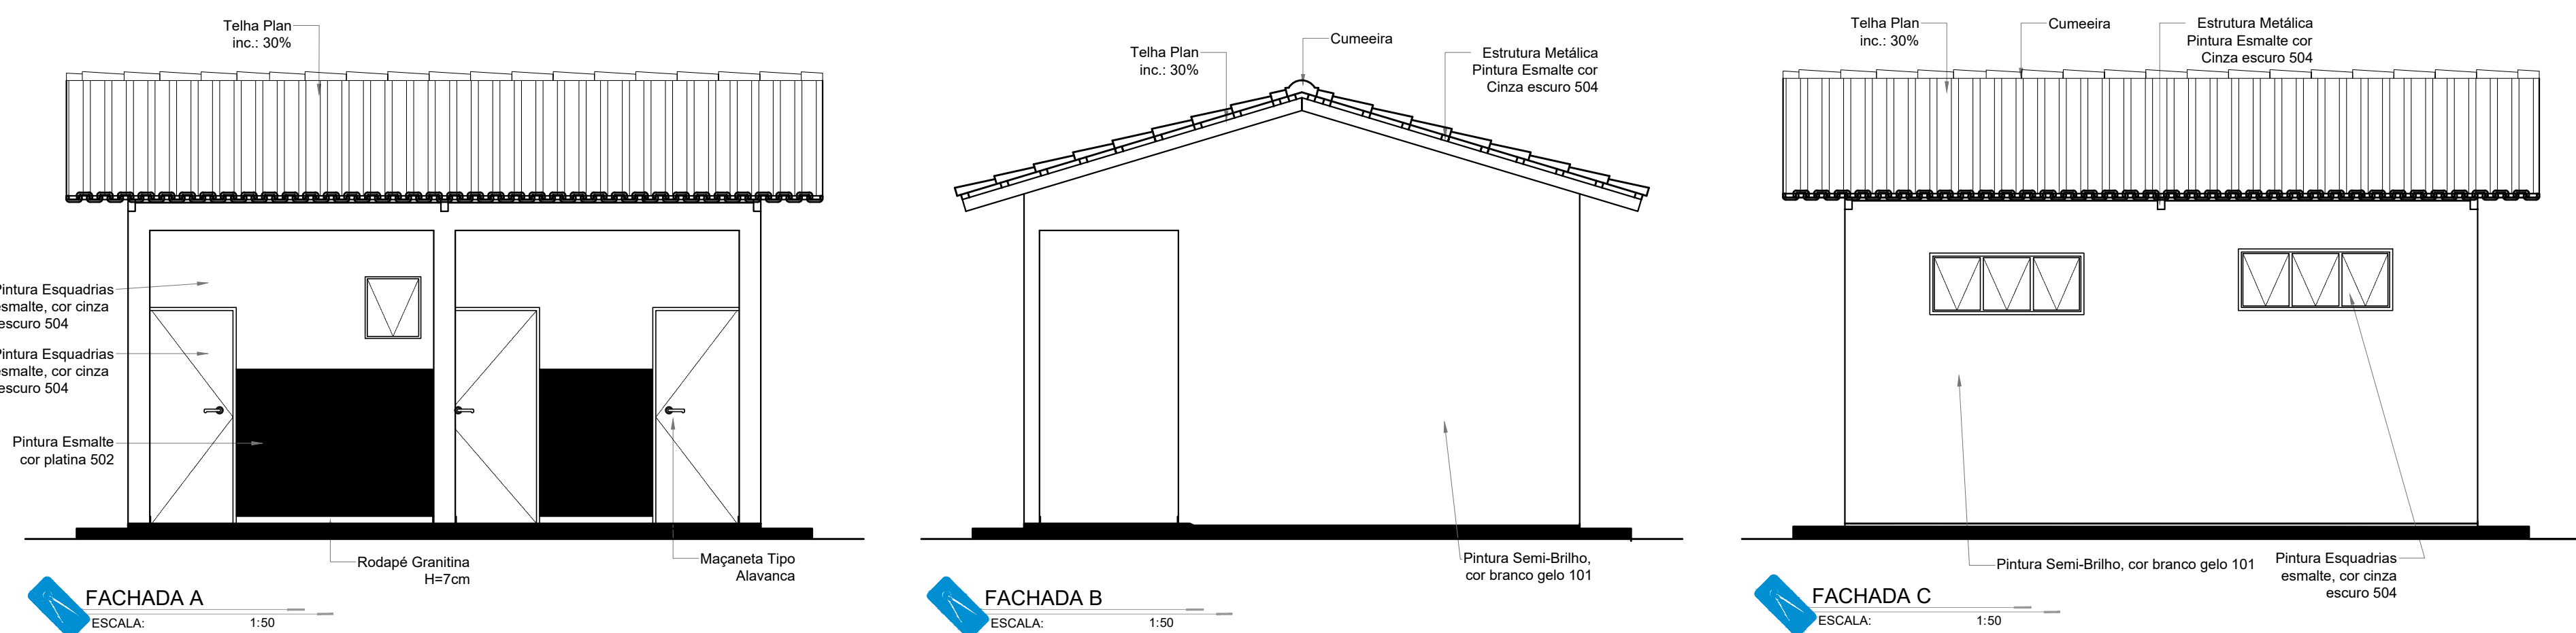 Telha Plan
inc.: 30%
Pintura Esquadrias
esmalte, cor cinza
escuro 504
Pintura Esquadrias
esmalte, cor cinza
escuro 504
Pintura Esmalte
cor platina 502
Rodapé Granitina
H=7cm
Maçaneta Tipo
Alavanca
FACHADA A
ESCALA: 1:50
Telha Plan
inc.: 30%
Cumeeira
Estrutura Metálica
Pintura Esmalte cor
Cinza escuro 504
Pintura Semi-Brilho,
cor branco gelo 101
FACHADA B
ESCALA: 1:50
Telha Plan
inc.: 30%
Cumeeira
Estrutura Metálica
Pintura Esmalte cor
Cinza escuro 504
Pintura Semi-Brilho, cor branco gelo 101
Pintura Esquadrias
esmalte, cor cinza
escuro 504
FACHADA C
ESCALA: 1:50